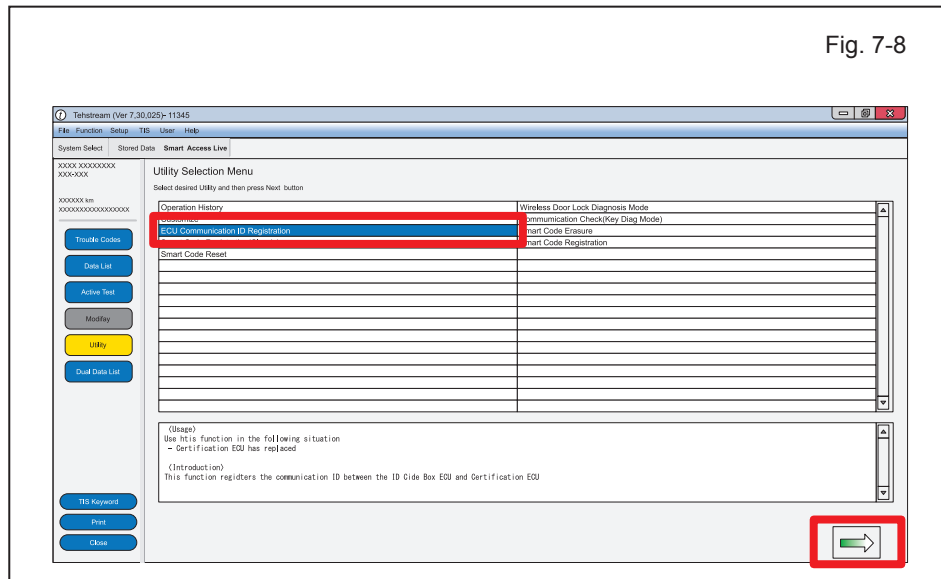 Fig. 7-8
Tehstream (Ver 7,30,025)- 11345
File Function Setup TIS User Help
System Select Stored Data Smart Access Live
XXXX XXXXXXXX
XXX-XXX
XXXXXX km
XXXXXXXXXXXXXXXXX
Trouble Codes
Data List
Active Test
Modifay
Utility
Dual Data List
TIS Keyword
Print
Close
Utility Selection Menu
Select desired Utility and then press Next button
Operation History Wireless Door Lock Diagnosis Mode
Customize Commumication Check(Key Diag Mode)
ECU Communication ID Registration Smart Code Erasure
Smart Code Registration
Smart Code Reset
(Usage)
Use htis function in the following situation
- Certification ECU has replaced
(Introduction)
This function regidters the communication ID between the ID Cide Box ECU and Gertification ECU